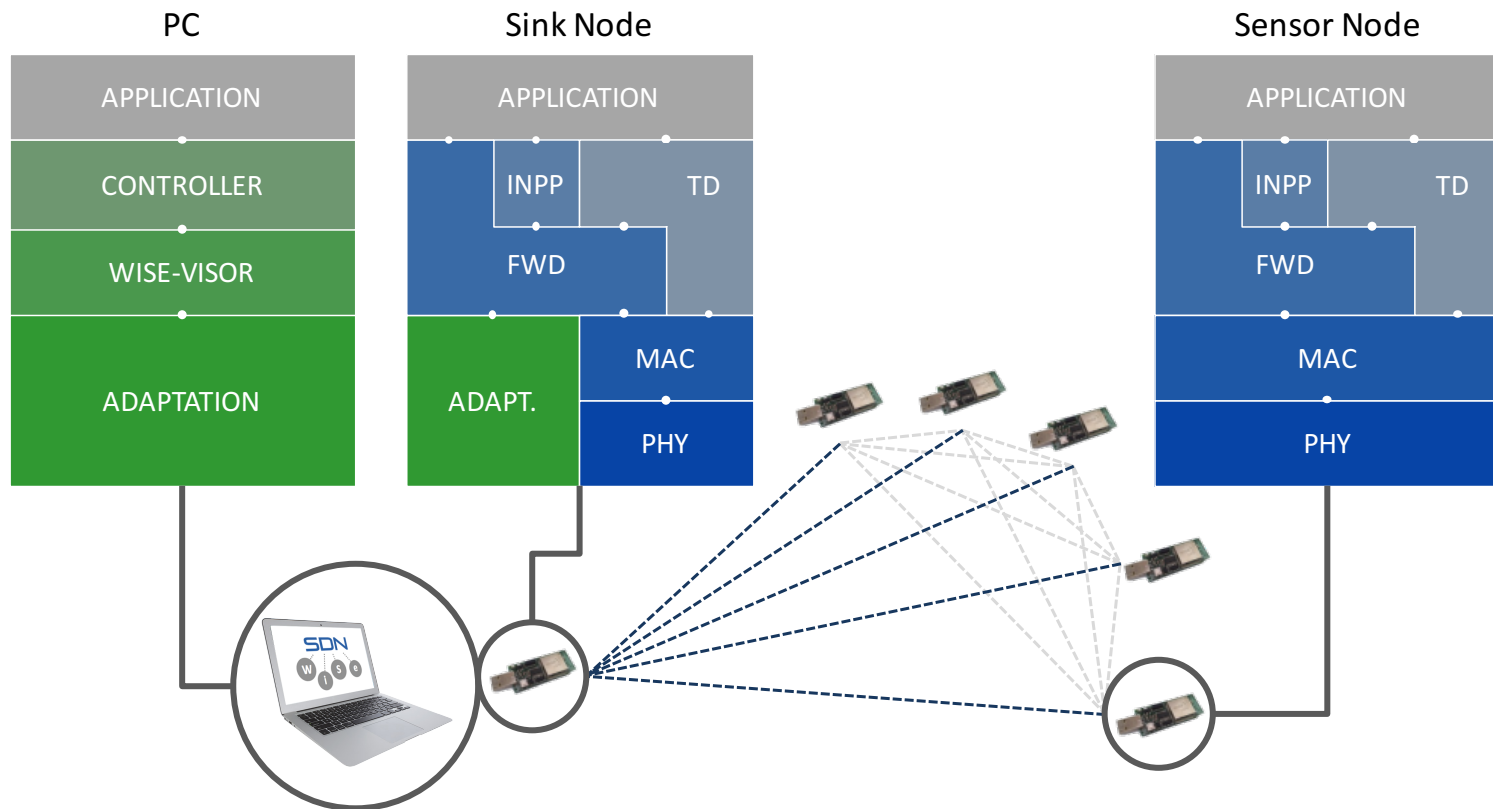 PC
Sink Node
Sensor Node
APPLICATION
CONTROLLER
WISE-VISOR
ADAPTATION
APPLICATION
INPP
TD
FWD
ADAPT.
MAC
PHY
APPLICATION
INPP
TD
FWD
MAC
PHY
SDN
W i s e